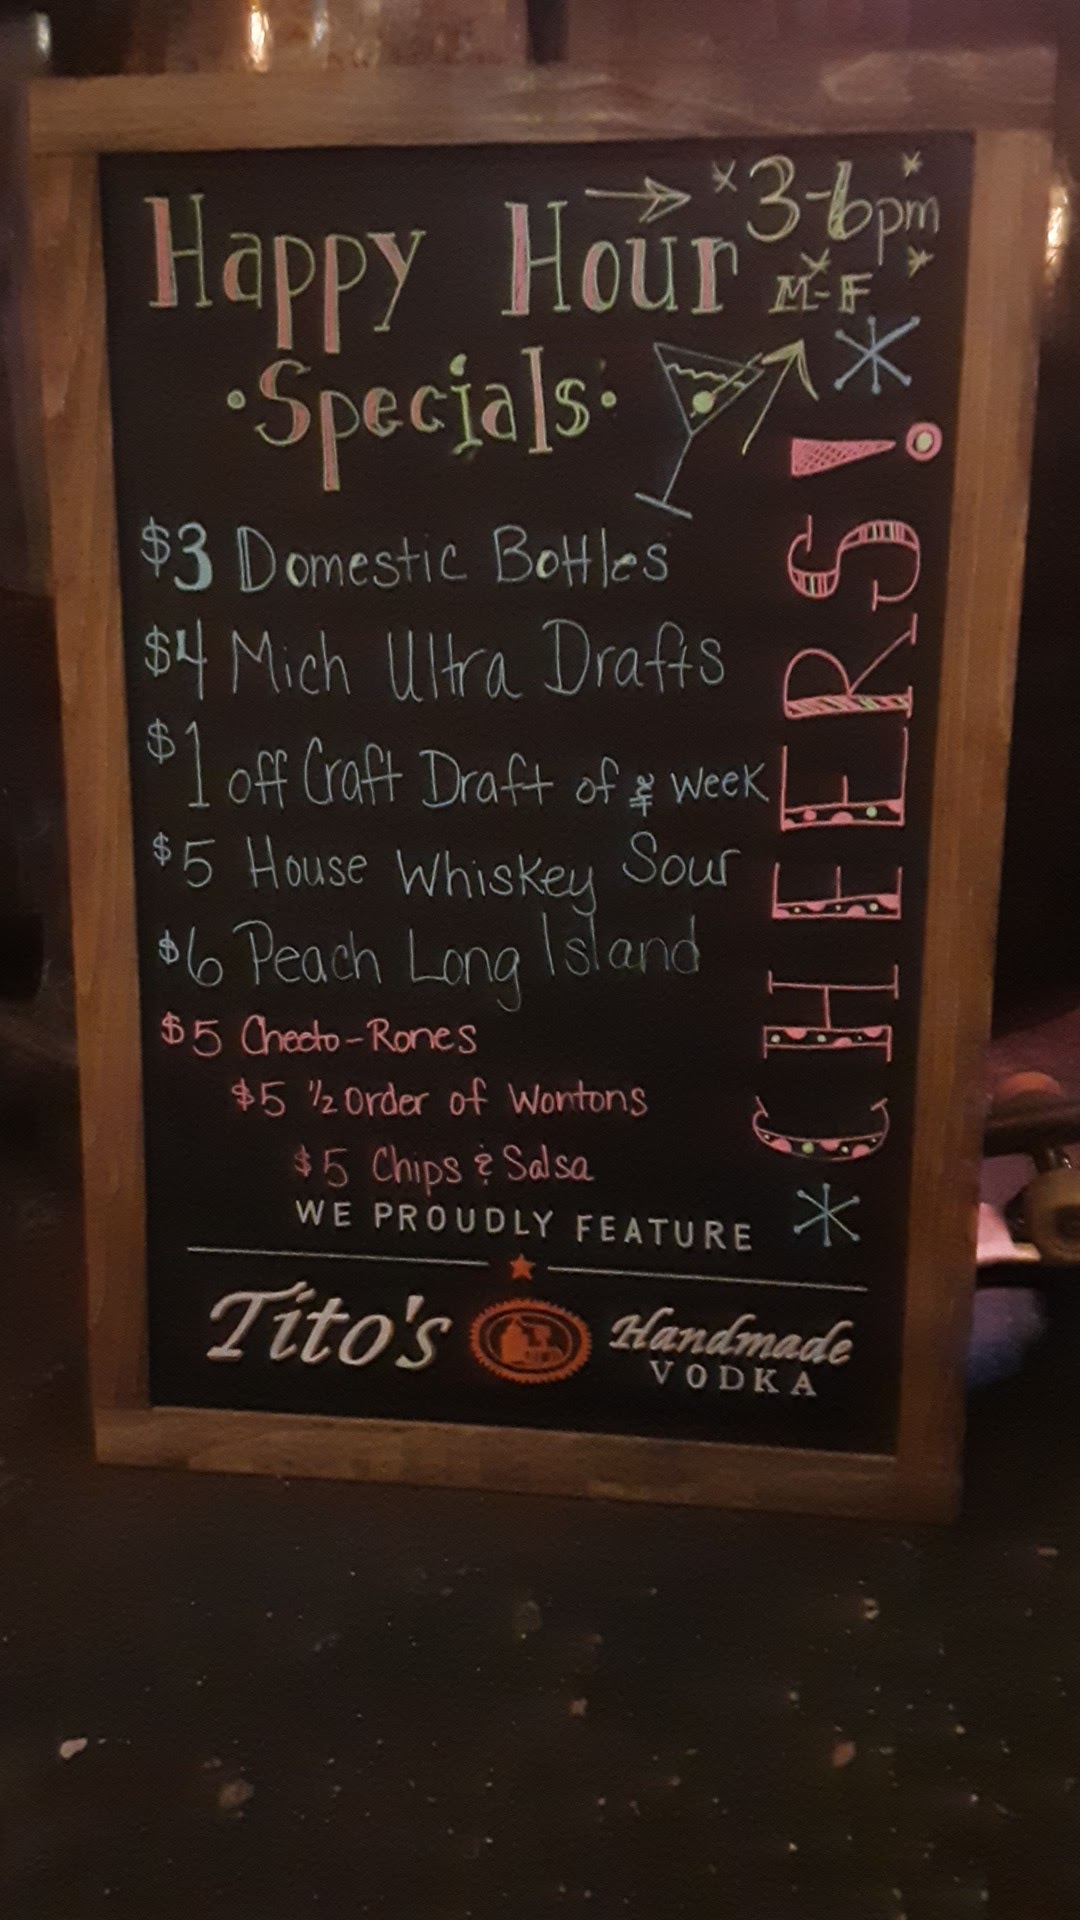 Happy Hour → 3-6pm
M-F
·Specials·
$3 Domestic Bottles
$4 Mich Ultra Drafts
$1 off Craft Draft of week
$5 House Whiskey Sour
$6 Peach Long Island
$5 Cheeto-Rones
$5 1/2 Order of Wontons
$5 Chips & Salsa
CHEERS!
WE PROUDLY FEATURE
Tito's Handmade
VODKA